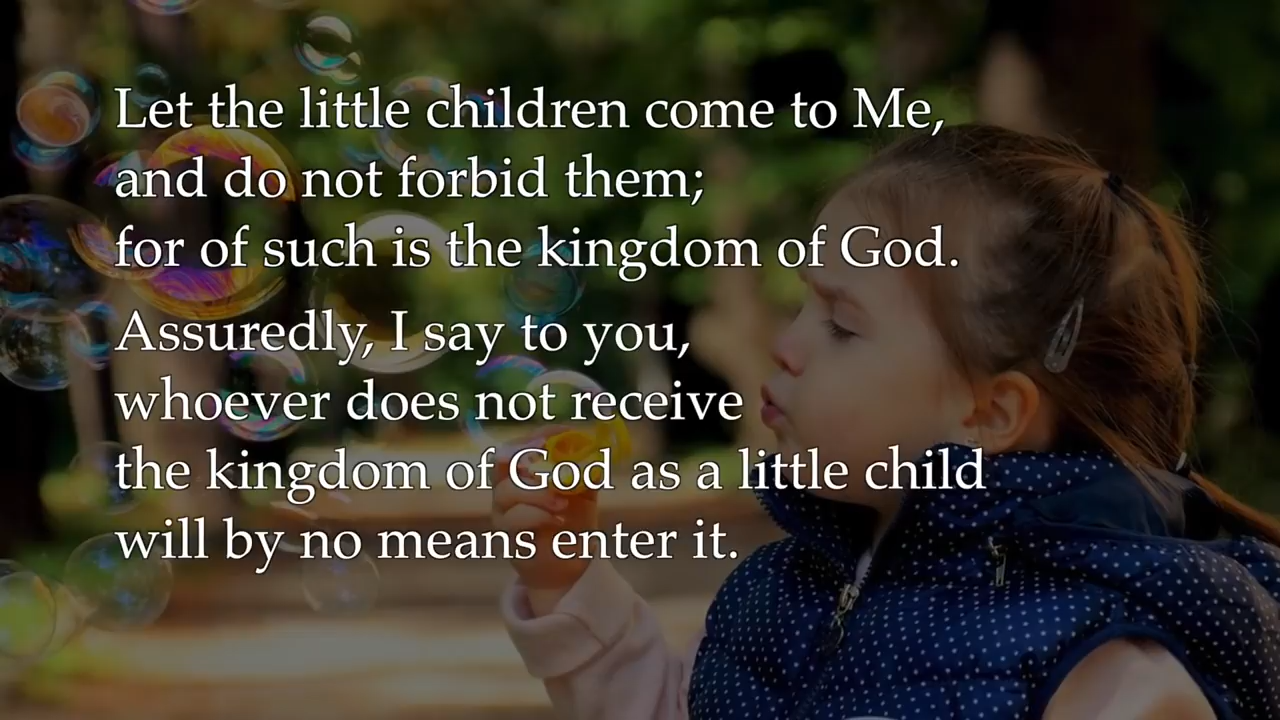 Let the little children come to Me,
and do not forbid them;
for of such is the kingdom of God.
Assuredly, I say to you,
whoever does not receive
the kingdom of God as a little child
will by no means enter it.